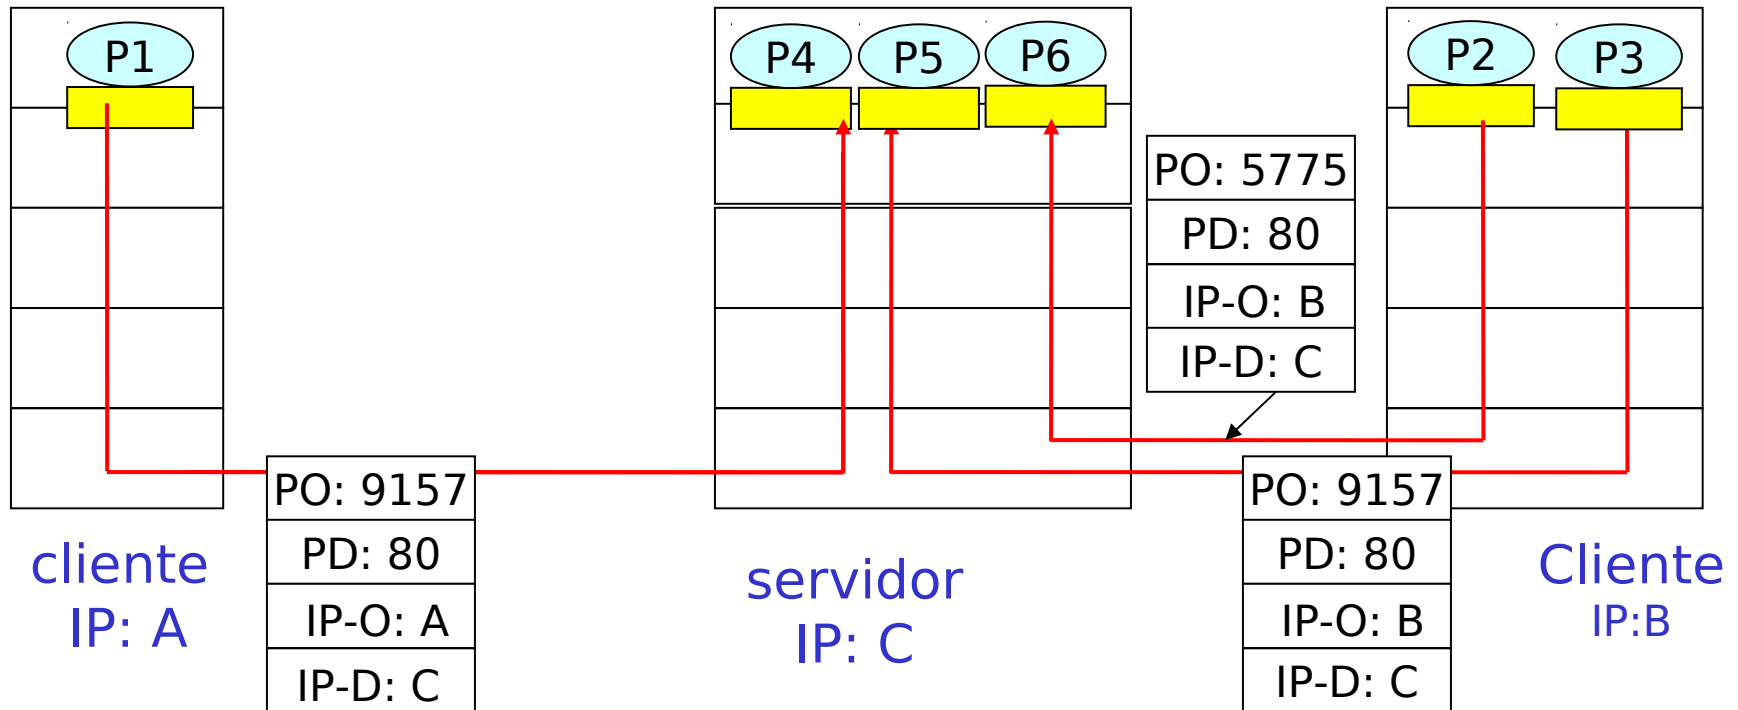 P1
P4
P5
P6
P2
P3
PO: 5775
PD: 80
IP-O: B
IP-D: C
PO: 9157
PD: 80
IP-O: A
IP-D: C
PO: 9157
PD: 80
IP-O: B
IP-D: C
cliente
IP: A
servidor
IP: C
Cliente
IP:B